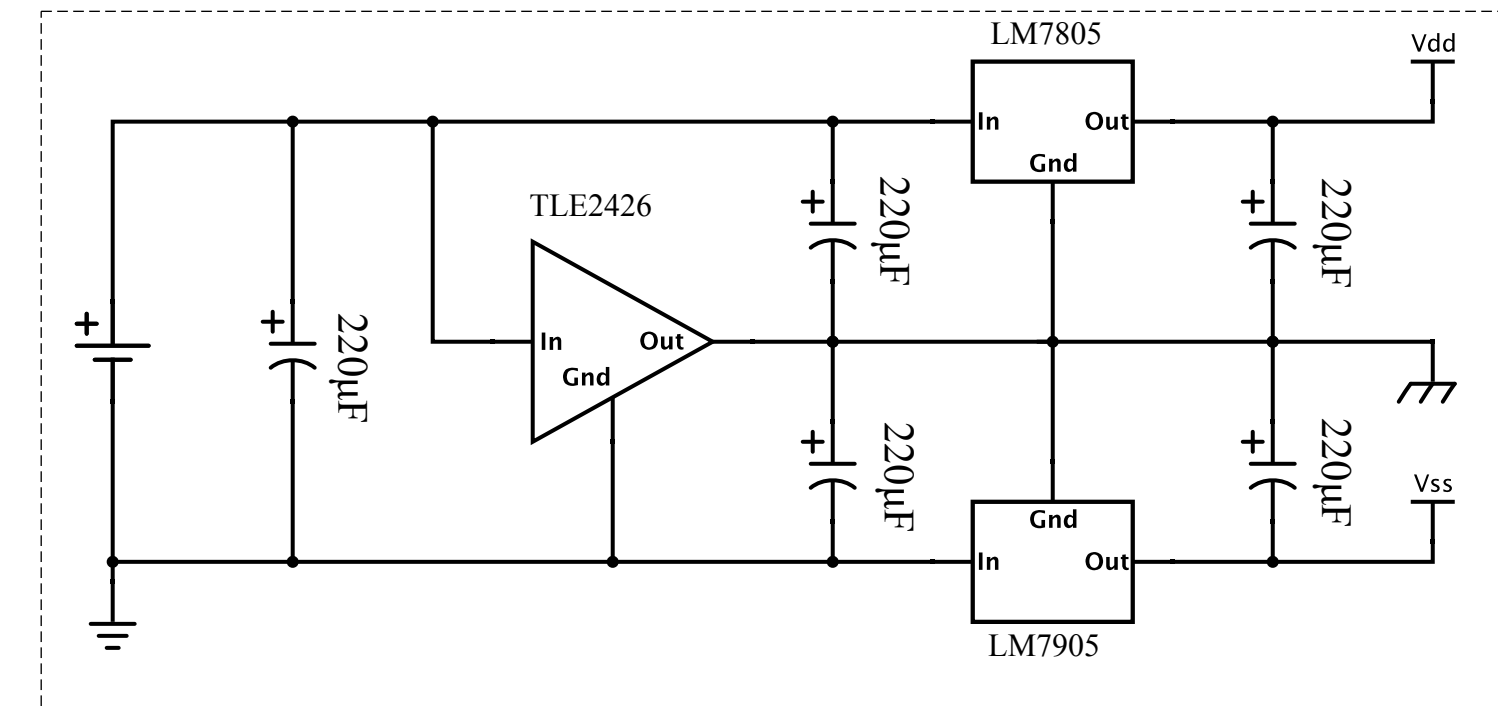 LM7805
Vdd
In
Out
Gnd
220µF
220µF
TLE2426
In
Out
Gnd
220µF
220µF
220µF
Vss
Gnd
In
Out
LM7905